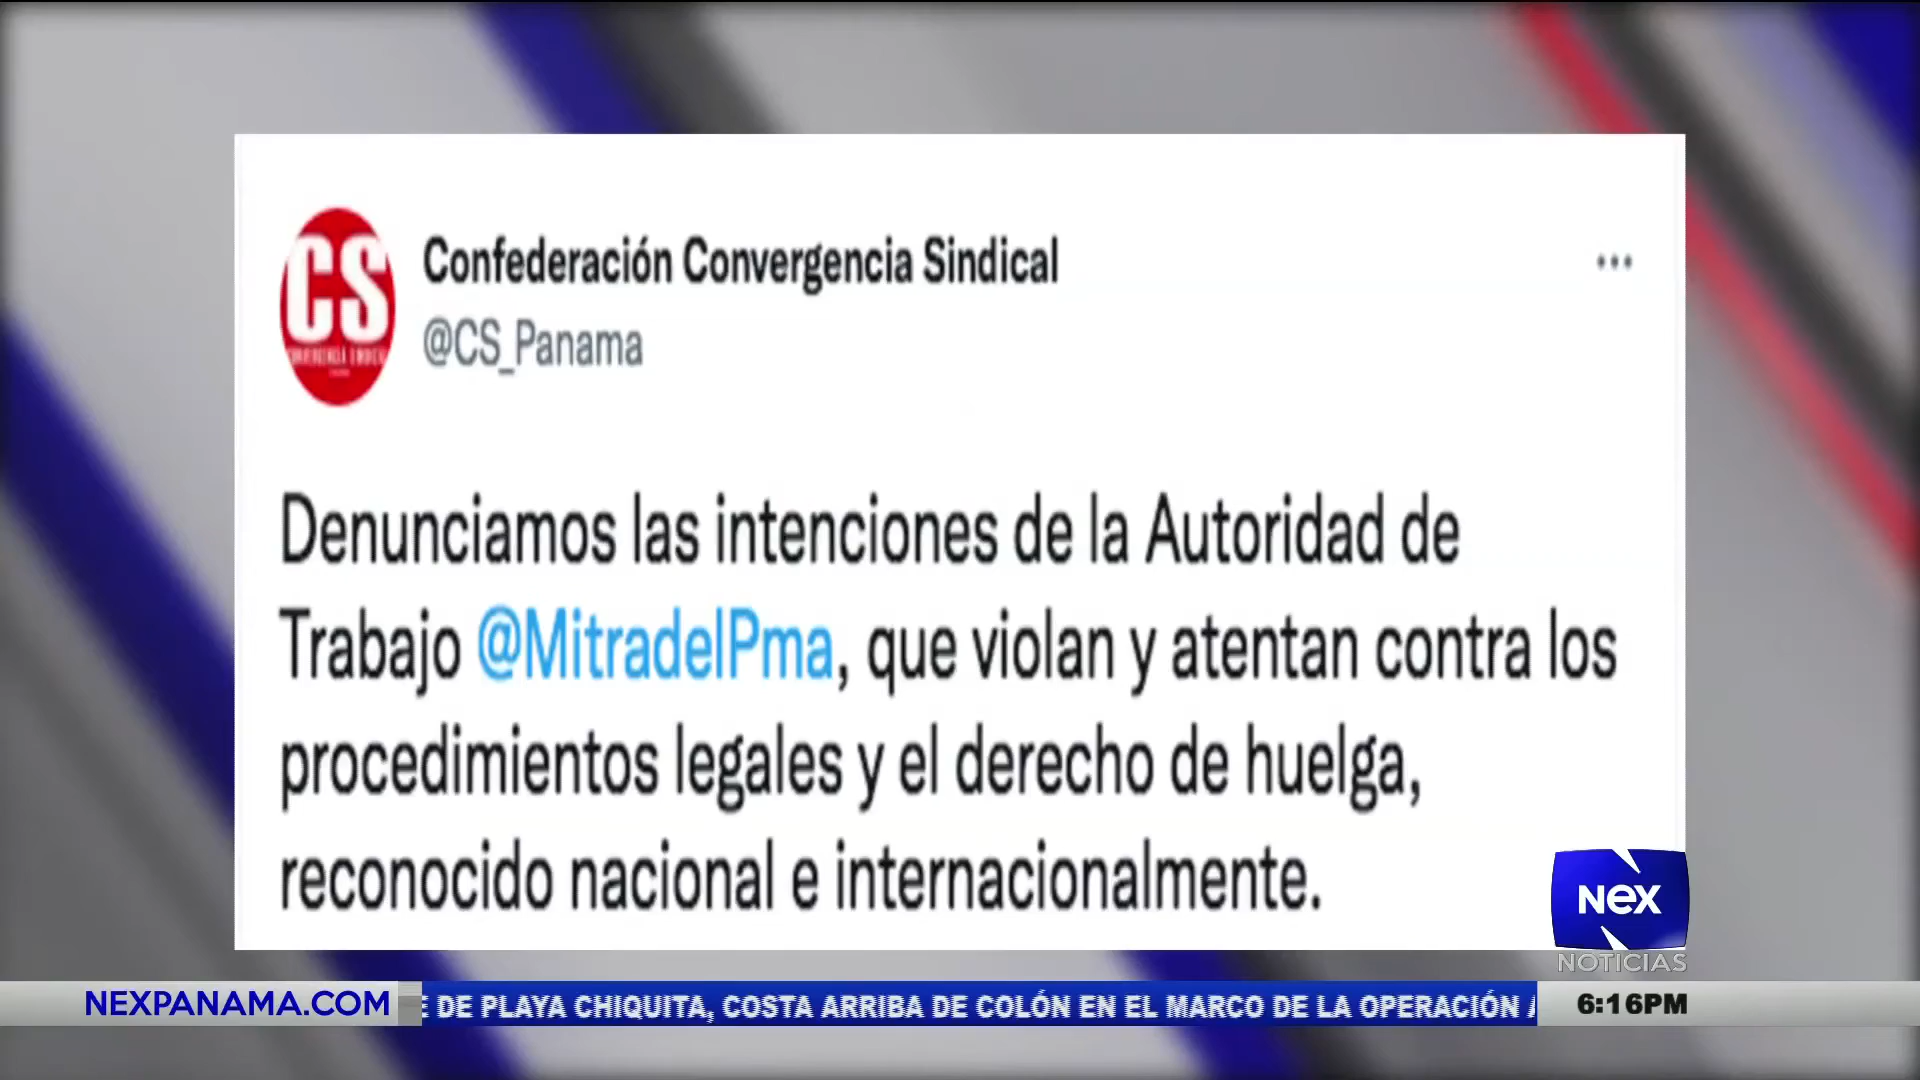 CS
Confederación Convergencia Sindical
@CS_Panama
Denunciamos las intenciones de la Autoridad de
Trabajo @MitradelPma, que violan y atentan contra los
procedimientos legales y el derecho de huelga,
reconocido nacional e internacionalmente.
NEX
NOTICIAS
NEXPANAMA.COM
DE PLAYA CHIQUITA, COSTA ARRIBA DE COLÓN EN EL MARCO DE LA OPERACIÓN
6:16PM